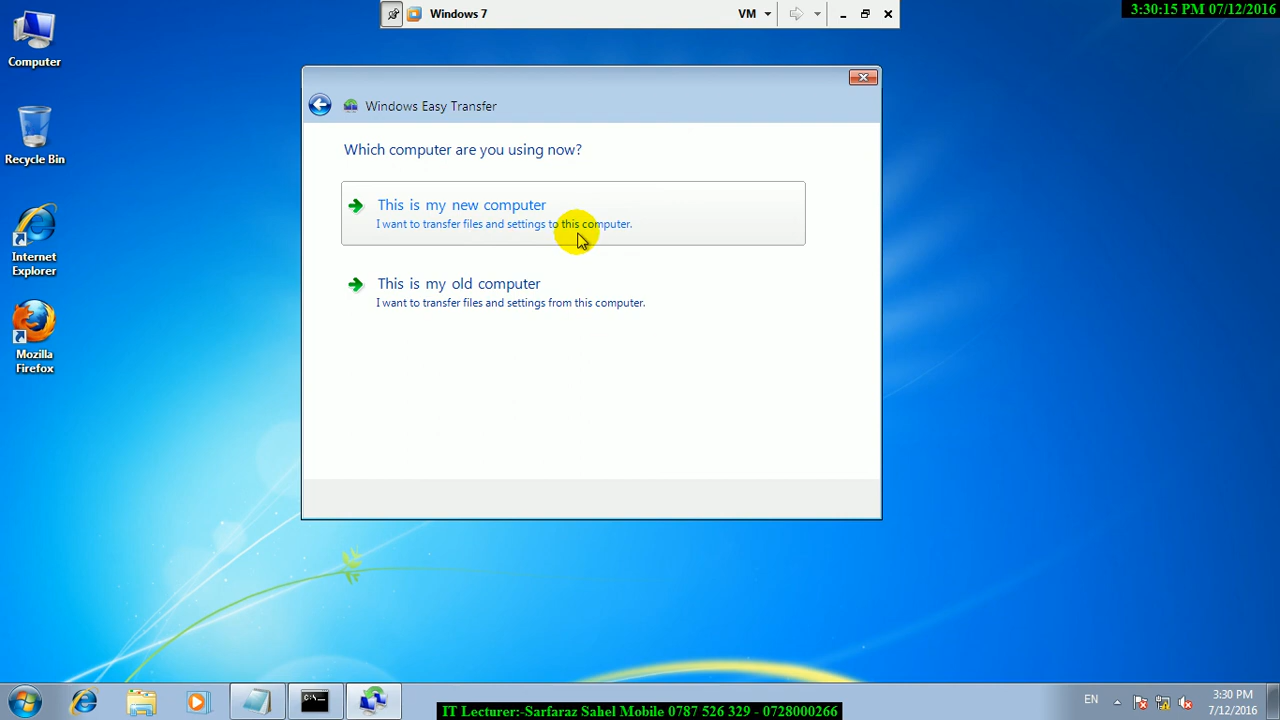 Windows 7
VM
3:30:15 PM 07/12/2016
Computer
Recycle Bin
Internet
Explorer
Mozilla
Firefox
Windows Easy Transfer
Which computer are you using now?
This is my new computer
I want to transfer files and settings to this computer.
This is my old computer
I want to transfer files and settings from this computer.
C:\
EN
3:30 PM
7/12/2016
IT Lecturer:-Sarfaraz Sahel Mobile 0787 526 329 - 0728000266